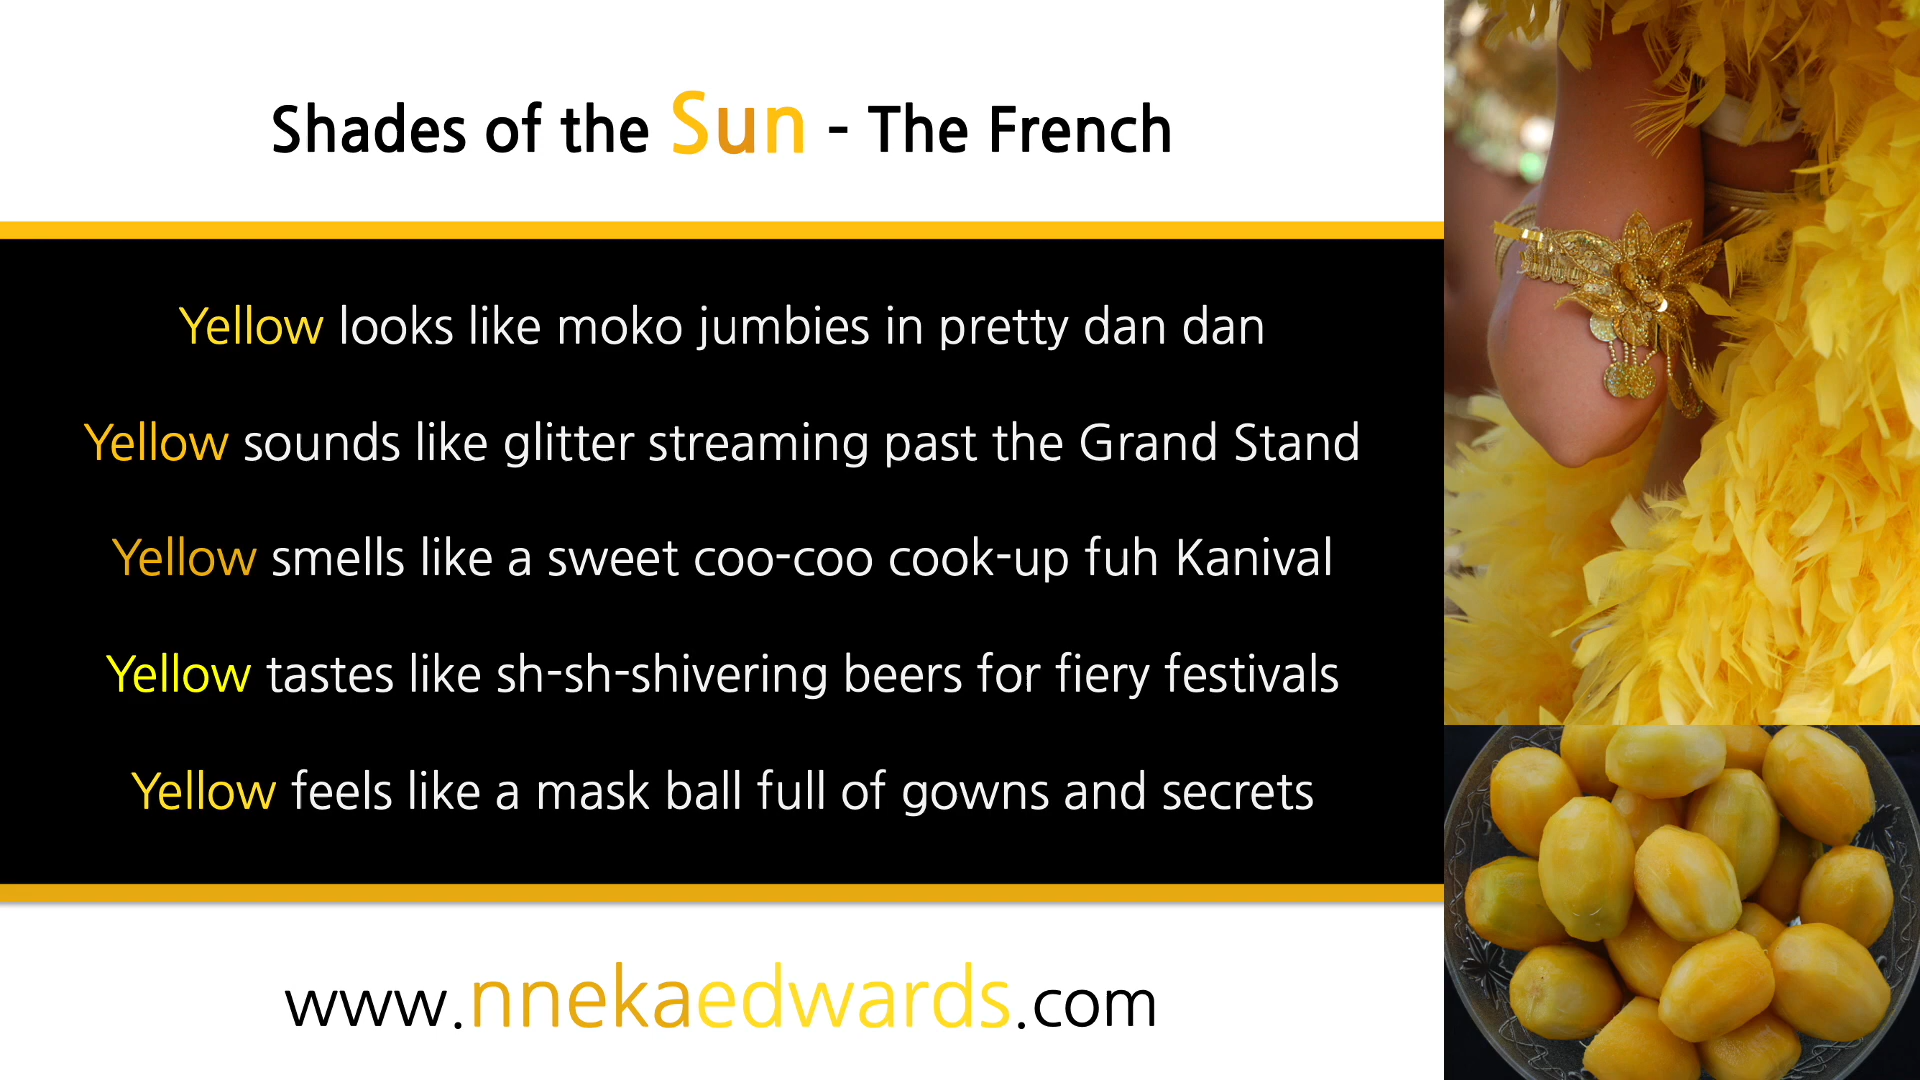 Shades of the Sun - The French
Yellow looks like moko jumbies in pretty dan dan
Yellow sounds like glitter streaming past the Grand Stand
Yellow smells like a sweet coo-coo cook-up fuh Kanival
Yellow tastes like sh-sh-shivering beers for fiery festivals
Yellow feels like a mask ball full of gowns and secrets
www.nnekaedwards.com